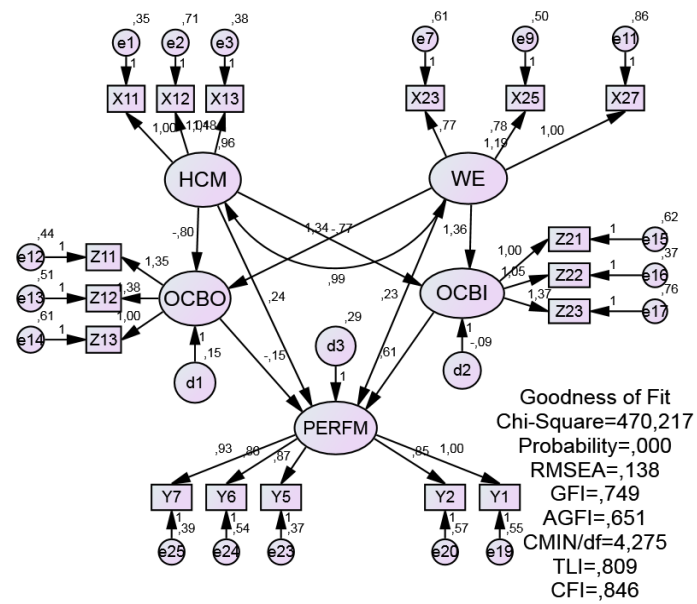 ,35 ,71 ,38 ,61 ,50 ,86
e1 e2 e3 e7 e9 e11
1 1 1 1 1 1
X11 X12 X13 X23 X25 X27
1,00 ,77 ,78 1,00
,96 1,19
HCM WE
-,80 1,34 -,77 1,36
,44 ,62
e12 1 Z11 1,35 Z21 1 e15
,51 1,00 ,37
e13 1 Z12 1,38 OCBO ,99 OCBI 1,05 Z22 1 e16
,61 ,24 ,23 1,37 ,76
e14 1 Z13 1,00 Z23 1 e17
,29
1 ,15 -,15 d3 ,61 1 -,09
d1 1 d2
PERFM
,93 ,87 ,85 1,00
Y7 Y6 Y5 Y2 Y1
1 1 1 1 1
,39 ,54 ,37 ,57 ,55
e25 e24 e23 e20 e19
Goodness of Fit
Chi-Square=470,217
Probability=,000
RMSEA=,138
GFI=,749
AGFI=,651
CMIN/df=4,275
TLI=,809
CFI=,846